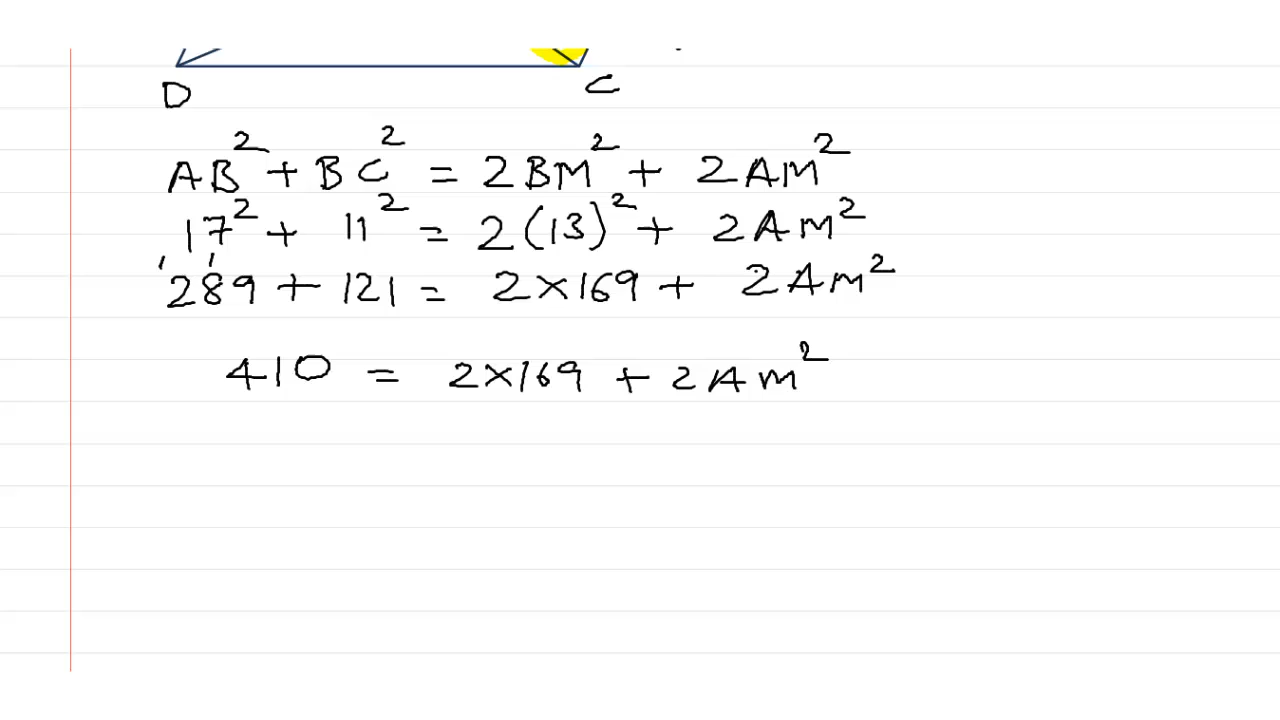 D C
AB² + BC² = 2BM² + 2AM²
17² + 11² = 2(13)² + 2AM²
289 + 121 = 2×169 + 2AM²
410 = 2×169 + 2AM²